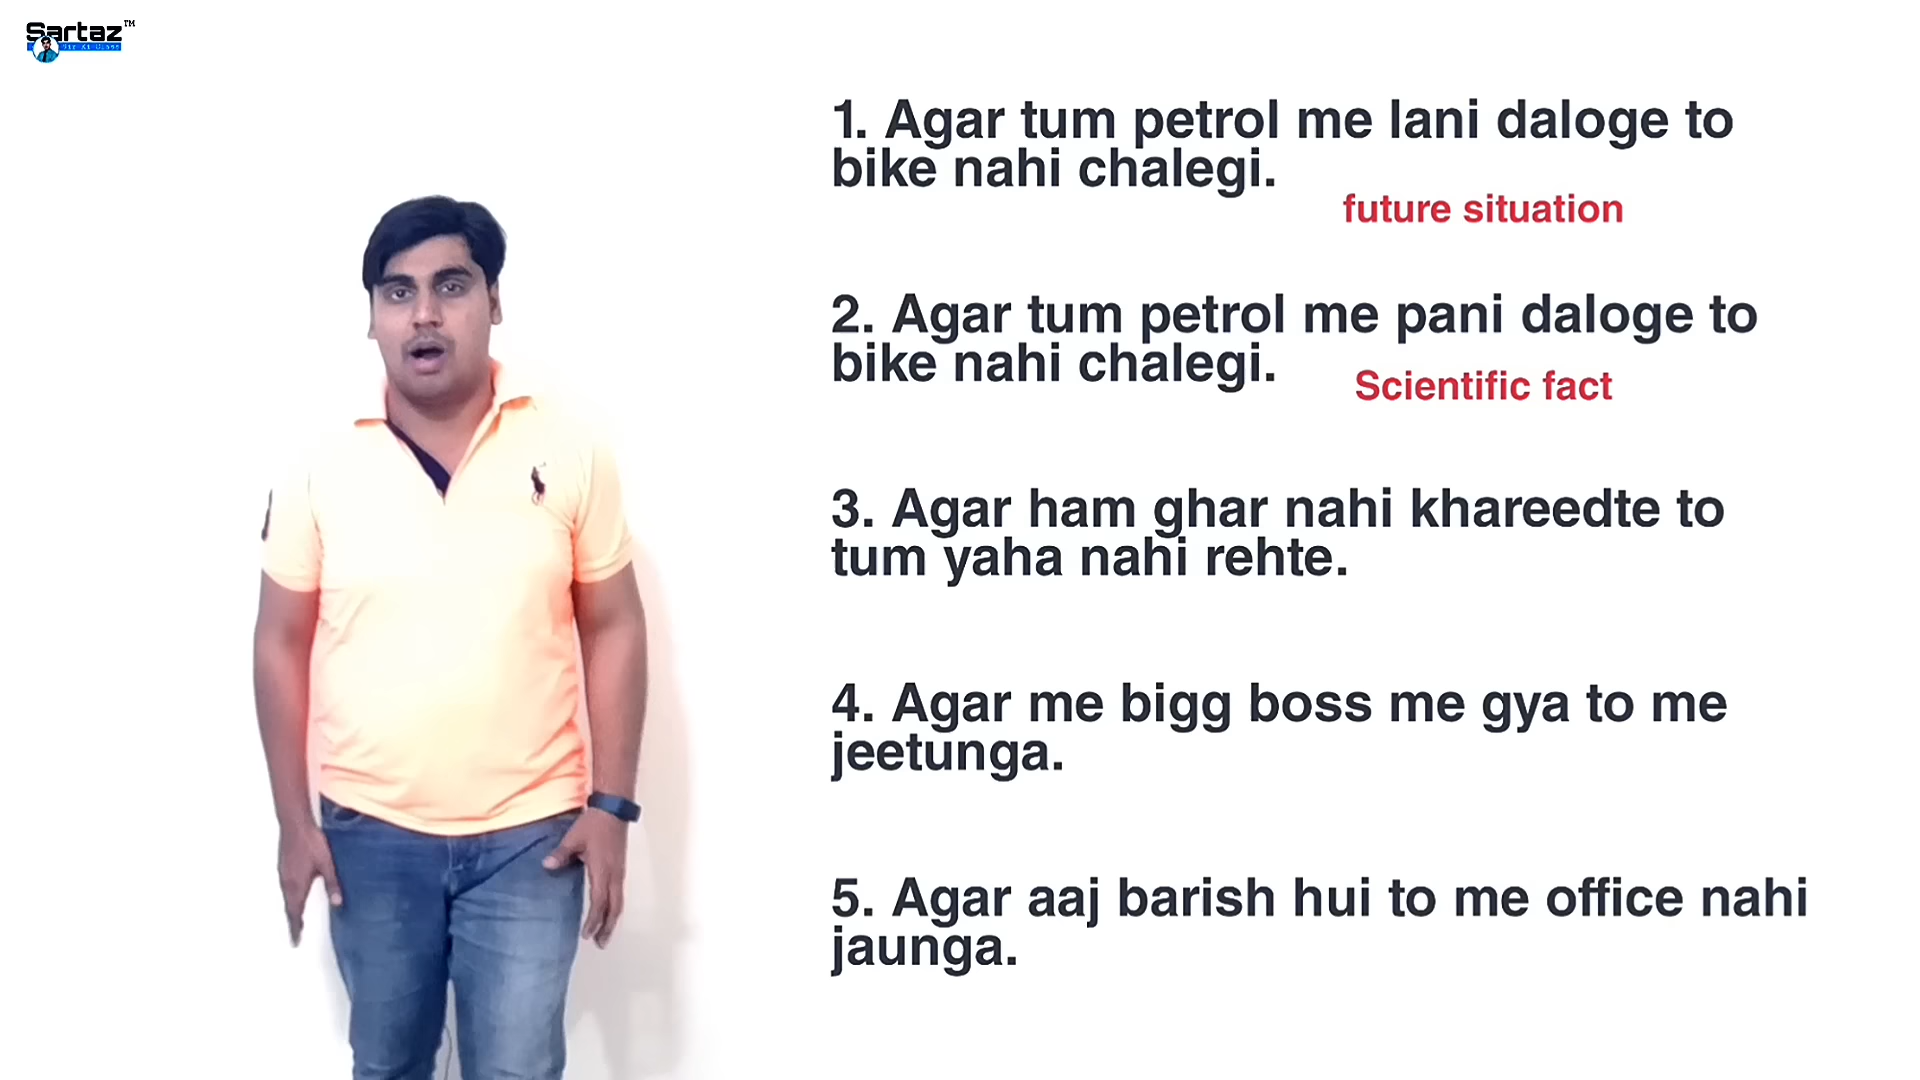 Sartaz™
1. Agar tum petrol me lani daloge to
bike nahi chalegi.
future situation
2. Agar tum petrol me pani daloge to
bike nahi chalegi.
Scientific fact
3. Agar ham ghar nahi khareedte to
tum yaha nahi rehte.
4. Agar me bigg boss me gya to me
jeetunga.
5. Agar aaj barish hui to me office nahi
jaunga.